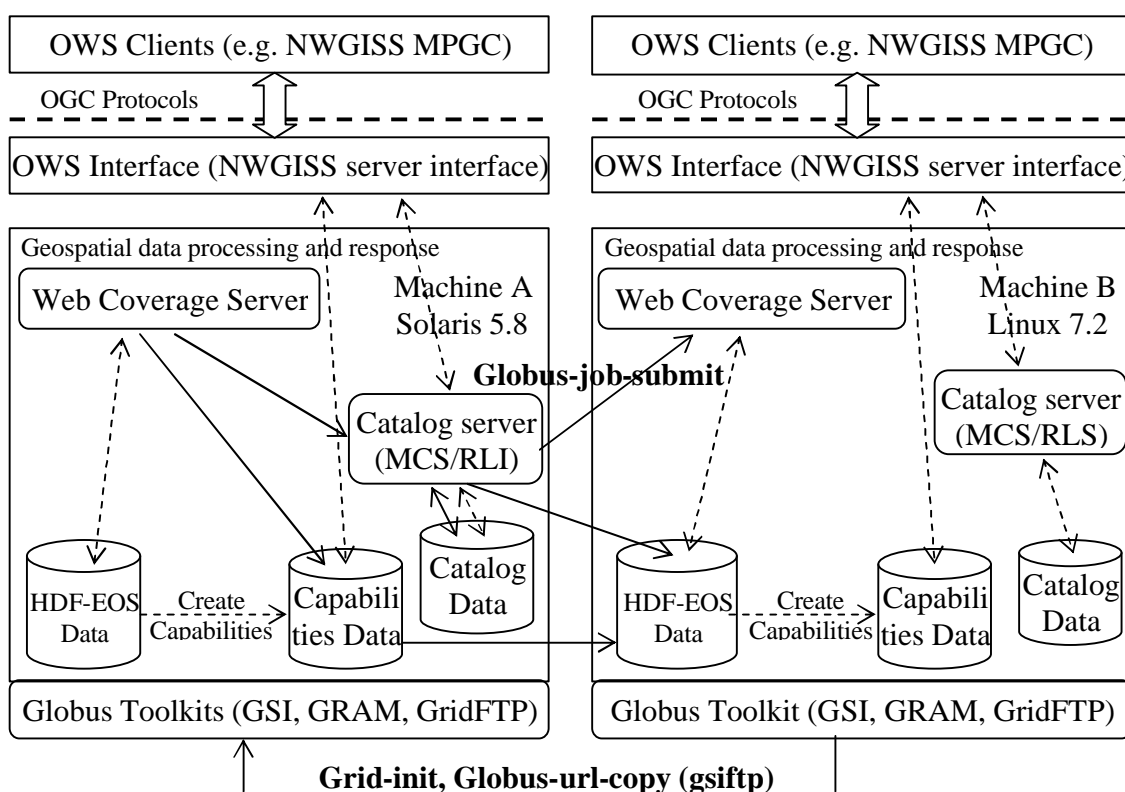 OWS Clients (e.g. NWGISS MPGC)
OGC Protocols
OWS Interface (NWGISS server interface)
Geospatial data processing and response
Web Coverage Server
Machine A
Solaris 5.8
Catalog server
(MCS/RLI)
HDF-EOS
Data
Create
Capabilities
Capabili
ties Data
Catalog
Data
Globus Toolkits (GSI, GRAM, GridFTP)
Globus-job-submit
OWS Clients (e.g. NWGISS MPGC)
OGC Protocols
OWS Interface (NWGISS server interface)
Geospatial data processing and response
Web Coverage Server
Machine B
Linux 7.2
Catalog server
(MCS/RLS)
HDF-EOS
Data
Create
Capabilities
Capabili
ties Data
Catalog
Data
Globus Toolkit (GSI, GRAM, GridFTP)
Grid-init, Globus-url-copy (gsiftp)